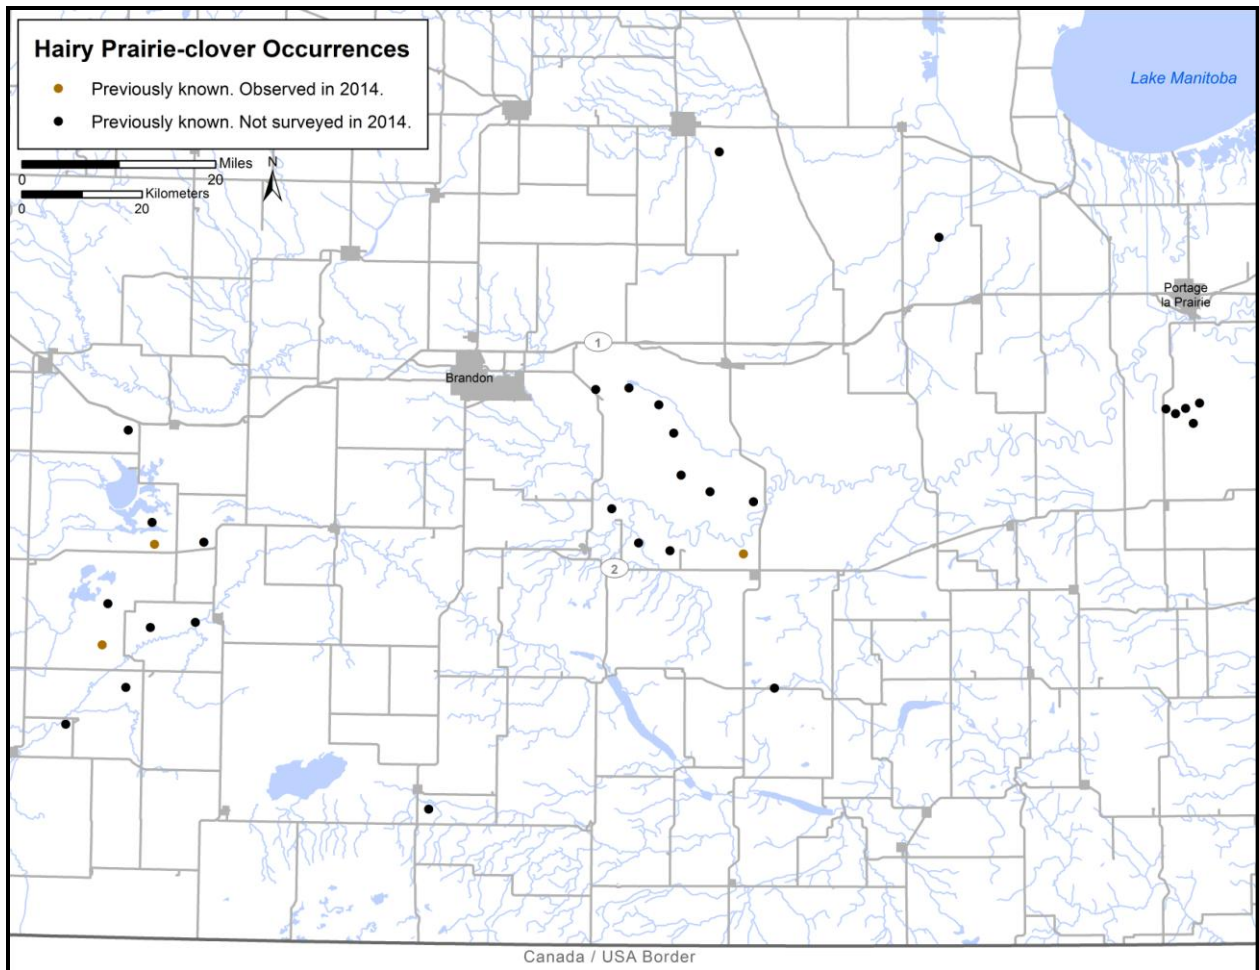 Hairy Prairie-clover Occurrences
Previously known. Observed in 2014.
Previously known. Not surveyed in 2014.
Miles
0 20
N
Kilometers
0 20
Lake Manitoba
Portage
la Prairie
1
Brandon
2
Canada / USA Border